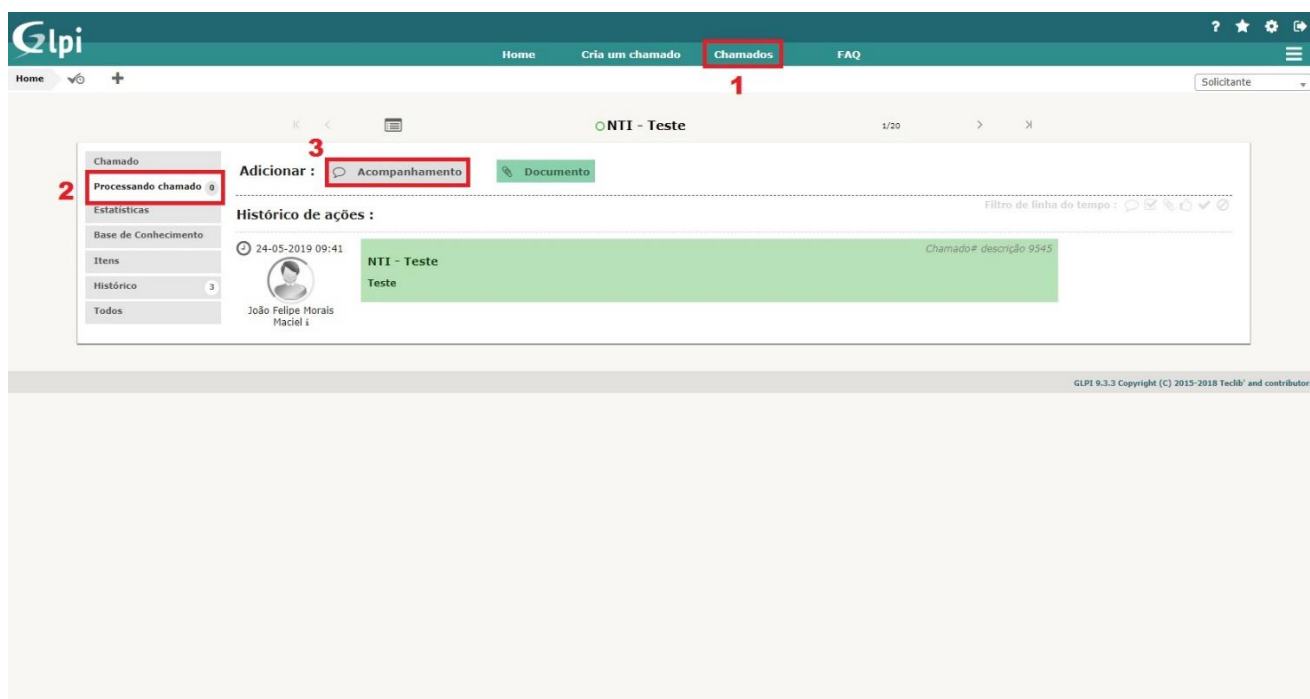 Glpi
Home Cria um chamado Chamados FAQ
1
Home
Solicitante
NTI - Teste 1/20
3
Chamado
Adicionar : Acompanhamento Documento
2
Processando chamado 0
Estatísticas
Filtro de linha do tempo :
Histórico de ações :
Base de Conhecimento
Itens
Histórico 3
Todos
24-05-2019 09:41
Chamado# descrição 9545
NTI - Teste
Teste
João Felipe Morais
Maciel i
GLPI 9.3.3 Copyright (C) 2015-2018 Teclib' and contributor